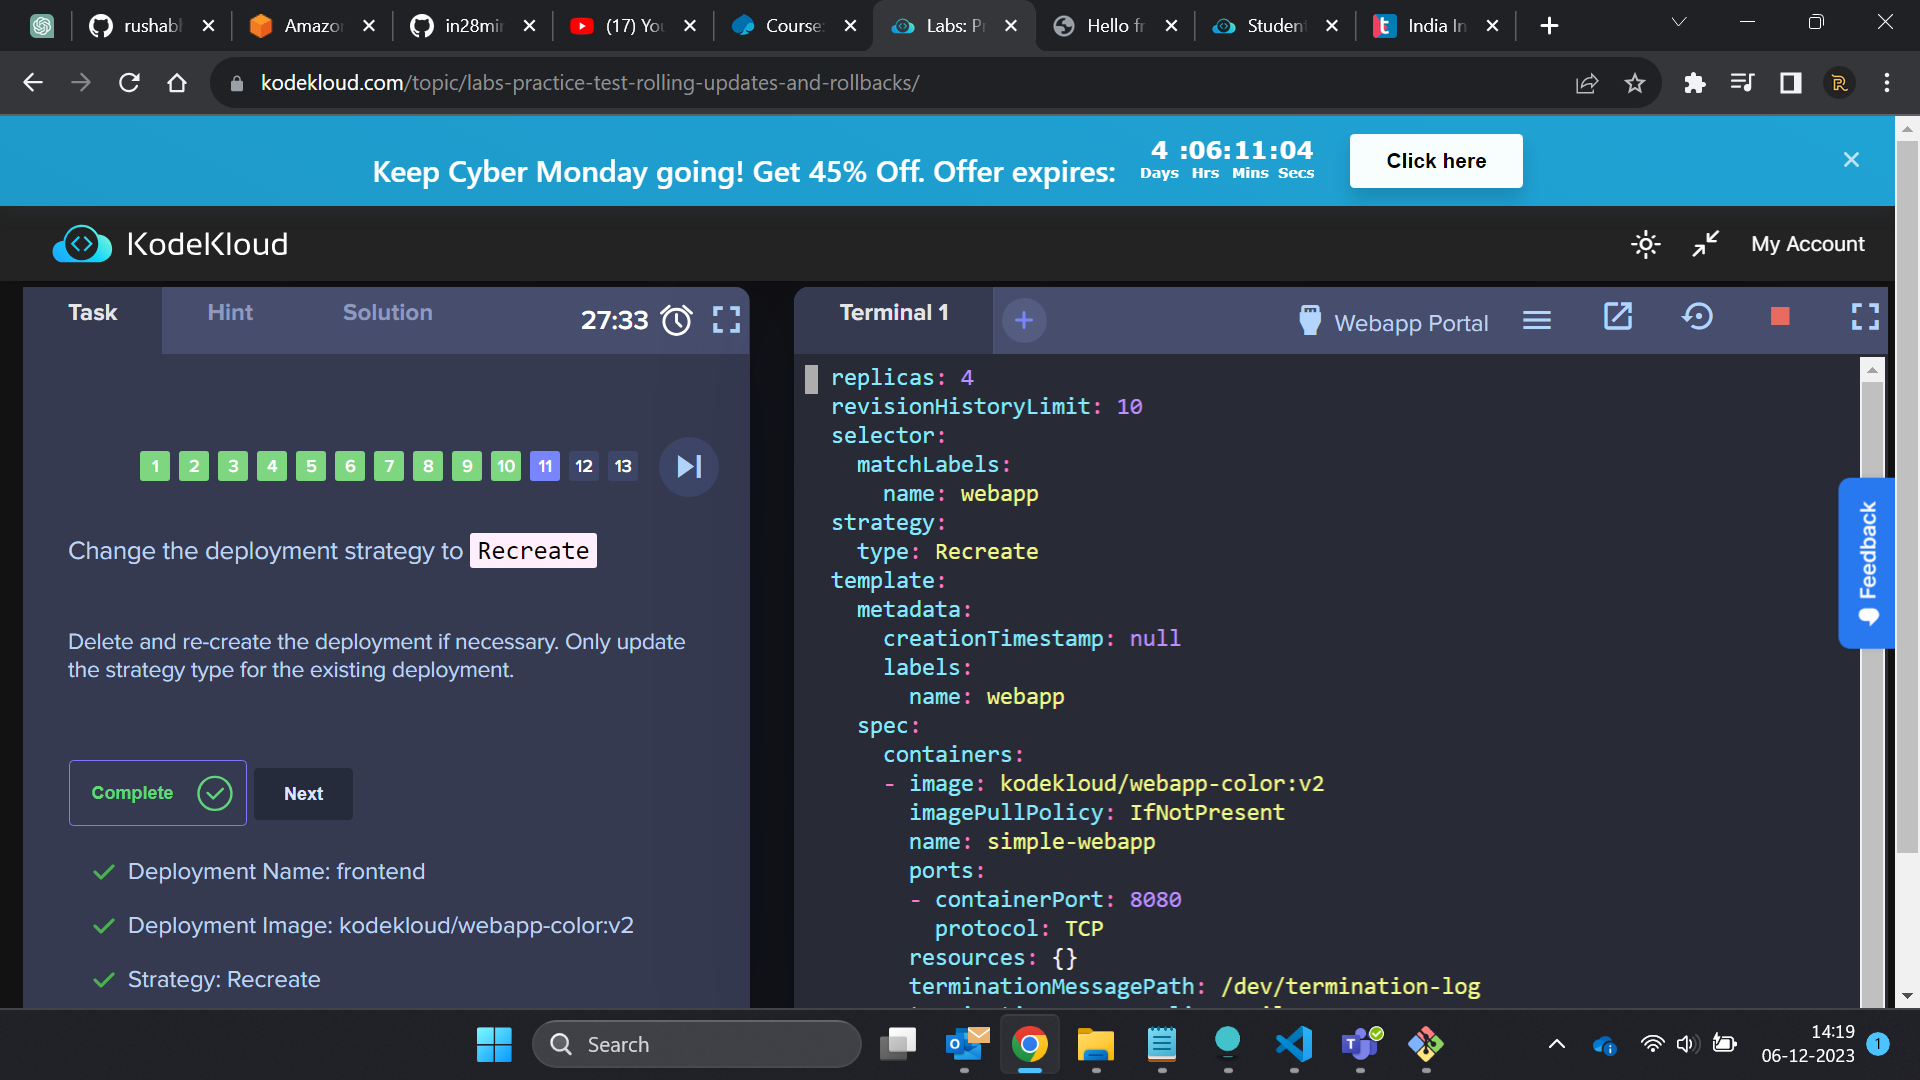 rushabh
Amazon
in28min
(17) You
Course:
Labs: Pr
Hello fr
Student
India In
kodekloud.com/topic/labs-practice-test-rolling-updates-and-rollbacks/
Keep Cyber Monday going! Get 45% Off. Offer expires:
4 :06:11:04
Days Hrs Mins Secs
Click here
KodeKloud
My Account
Task
Hint
Solution
27:33
Terminal 1
Webapp Portal
1 2 3 4 5 6 7 8 9 10 11 12 13
Change the deployment strategy to Recreate
Delete and re-create the deployment if necessary. Only update
the strategy type for the existing deployment.
Complete
Next
Deployment Name: frontend
Deployment Image: kodekloud/webapp-color:v2
Strategy: Recreate
replicas: 4
revisionHistoryLimit: 10
selector:
matchLabels:
name: webapp
strategy:
type: Recreate
template:
metadata:
creationTimestamp: null
labels:
name: webapp
spec:
containers:
- image: kodekloud/webapp-color:v2
imagePullPolicy: IfNotPresent
name: simple-webapp
ports:
- containerPort: 8080
protocol: TCP
resources: {}
terminationMessagePath: /dev/termination-log
Feedback
Search
14:19
06-12-2023
1